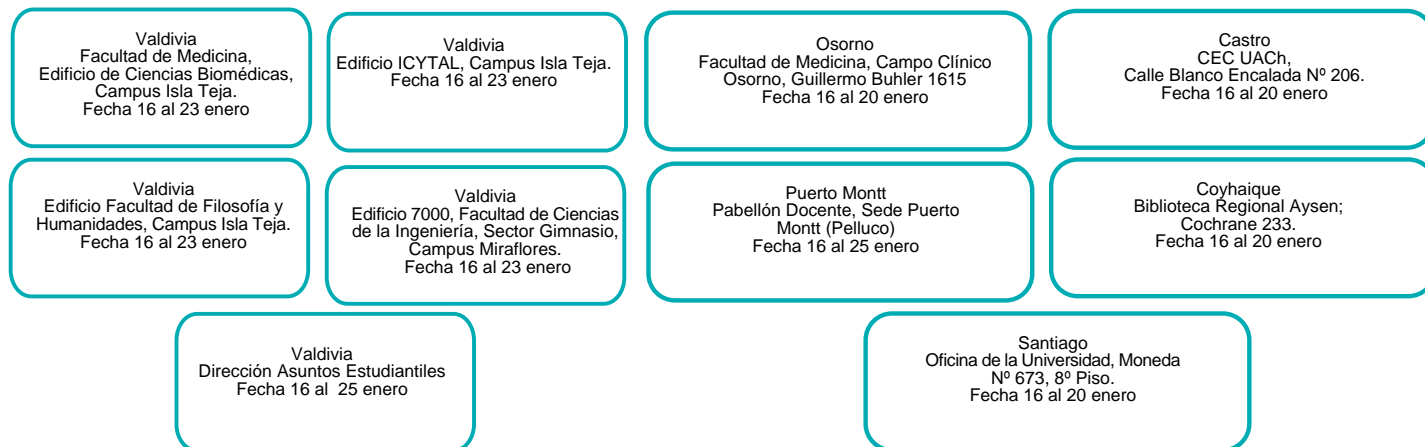 Valdivia
Facultad de Medicina,
Edificio de Ciencias Biomédicas,
Campus Isla Teja.
Fecha 16 al 23 enero
Valdivia
Edificio ICYTAL, Campus Isla Teja.
Fecha 16 al 23 enero
Osorno
Facultad de Medicina, Campo Clínico
Osorno, Guillermo Buhler 1615
Fecha 16 al 20 enero
Castro
CEC UACh,
Calle Blanco Encalada Nº 206.
Fecha 16 al 20 enero
Valdivia
Edificio Facultad de Filosofía y
Humanidades, Campus Isla Teja.
Fecha 16 al 23 enero
Valdivia
Edificio 7000, Facultad de Ciencias
de la Ingeniería, Sector Gimnasio,
Campus Miraflores.
Fecha 16 al 23 enero
Puerto Montt
Pabellón Docente, Sede Puerto
Montt (Pelluco)
Fecha 16 al 25 enero
Coyhaique
Biblioteca Regional Aysen;
Cochrane 233.
Fecha 16 al 20 enero
Valdivia
Dirección Asuntos Estudiantiles
Fecha 16 al 25 enero
Santiago
Oficina de la Universidad, Moneda
Nº 673, 8º Piso.
Fecha 16 al 20 enero